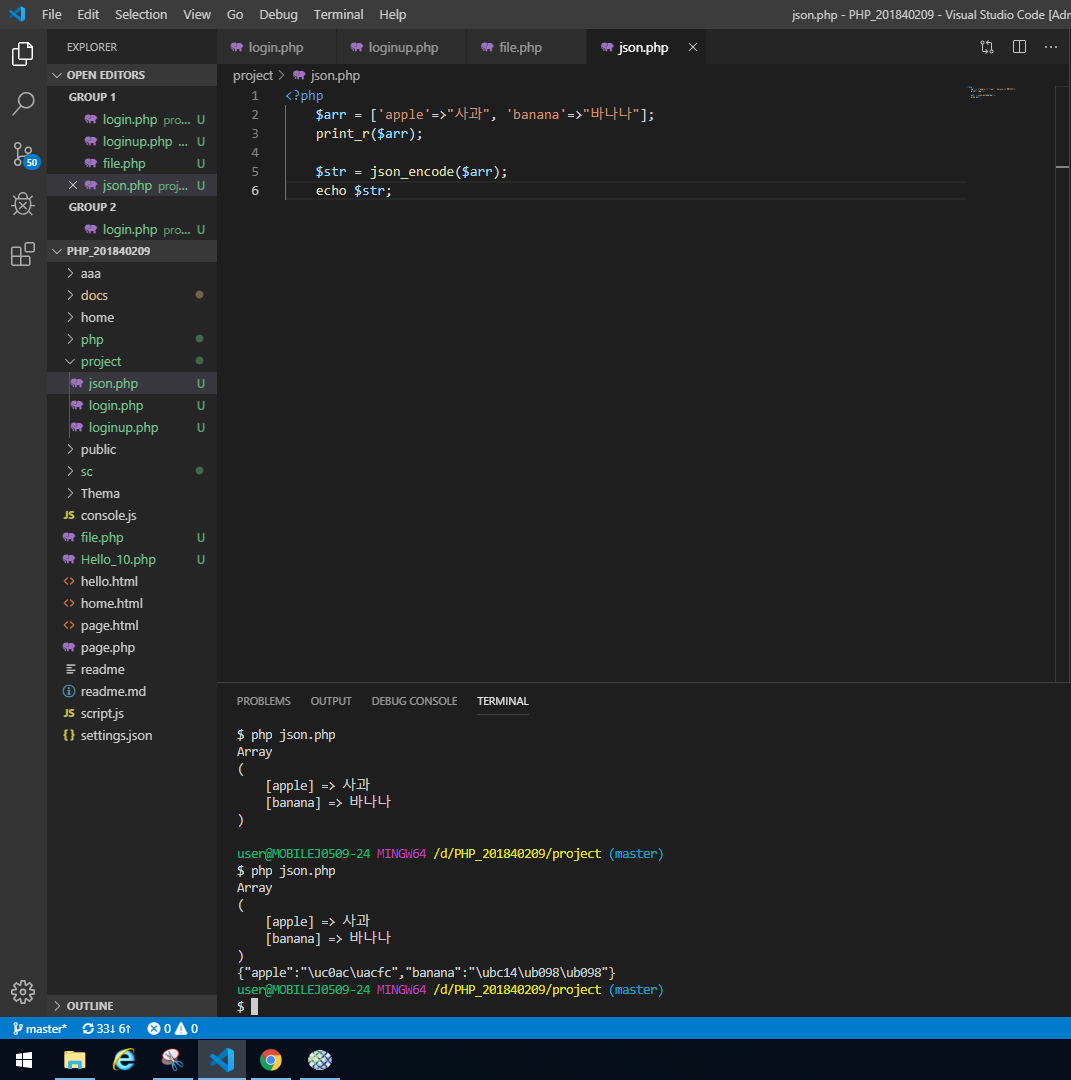 File Edit Selection View Go Debug Terminal Help json.php - PHP_201840209 - Visual Studio Code [Adn
EXPLORER
OPEN EDITORS
GROUP 1
login.php pro... U
loginup.php ... U
file.php U
json.php proj... U
GROUP 2
login.php pro... U
PHP_201840209
aaa
docs
home
php
project
json.php U
login.php U
loginup.php U
public
sc
Thema
JS console.js
file.php U
Hello_10.php U
<> hello.html
<> home.html
<> page.html
page.php
readme
readme.md
JS script.js
{} settings.json
OUTLINE
50
login.php loginup.php file.php json.php
project > json.php
1 <?php
2 $arr = ['apple'=>"사과", 'banana'=>"바나나"];
3 print_r($arr);
4
5 $str = json_encode($arr);
6 echo $str;
PROBLEMS OUTPUT DEBUG CONSOLE TERMINAL
$ php json.php
Array
(
[apple] => 사과
[banana] => 바나나
)
user@MOBILEJ0509-24 MINGW64 /d/PHP_201840209/project (master)
$ php json.php
Array
(
[apple] => 사과
[banana] => 바나나
)
{"apple":"\uc0ac\uacfc","banana":"\ubc14\ub098\ub098"}
user@MOBILEJ0509-24 MINGW64 /d/PHP_201840209/project (master)
$
master* 33↓ 6↑ 0 0